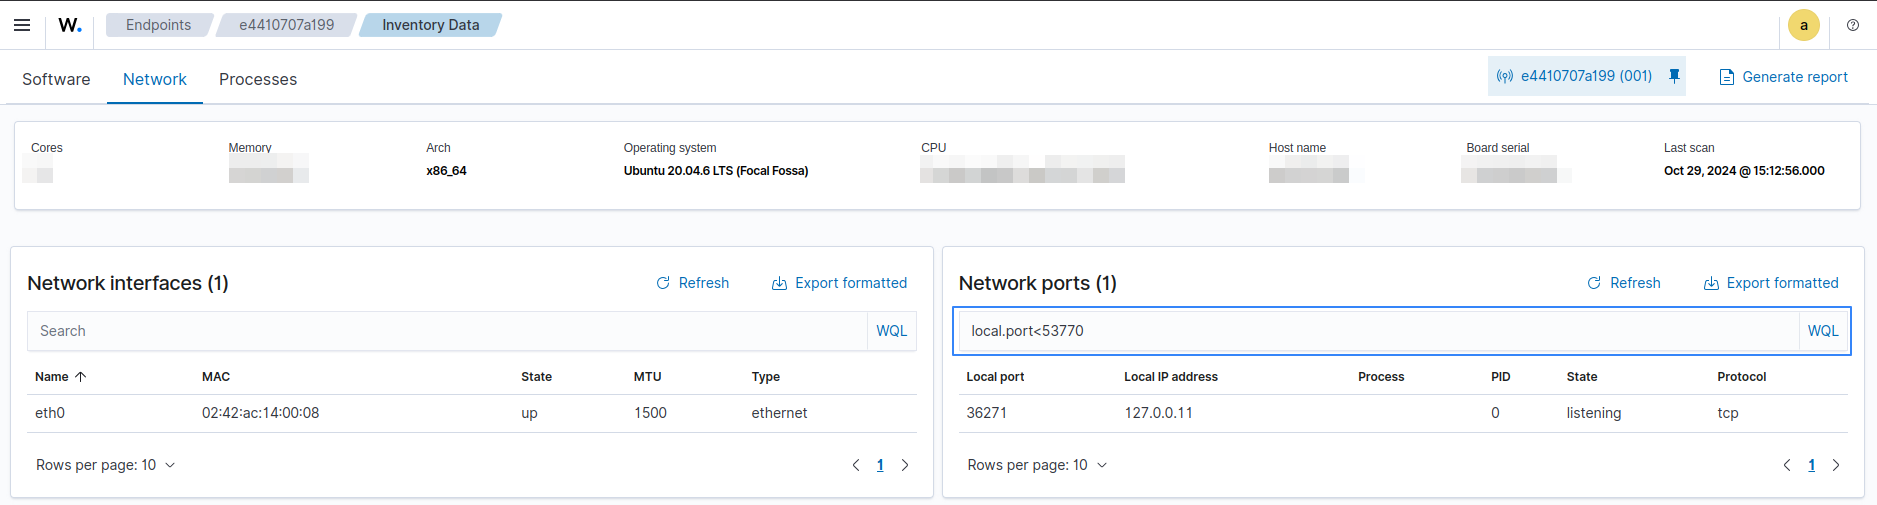 W. Endpoints e4410707a199 Inventory Data a
Software Network Processes e4410707a199 (001) Generate report
Cores Memory Arch Operating system CPU Host name Board serial Last scan
x86_64 Ubuntu 20.04.6 LTS (Focal Fossa) Oct 29, 2024 @ 15:12:56.000
Network interfaces (1) Refresh Export formatted
Search WQL
Name MAC State MTU Type
eth0 02:42:ac:14:00:08 up 1500 ethernet
Rows per page: 10 1
Network ports (1) Refresh Export formatted
local.port<53770 WQL
Local port Local IP address Process PID State Protocol
36271 127.0.0.11 0 listening tcp
Rows per page: 10 1